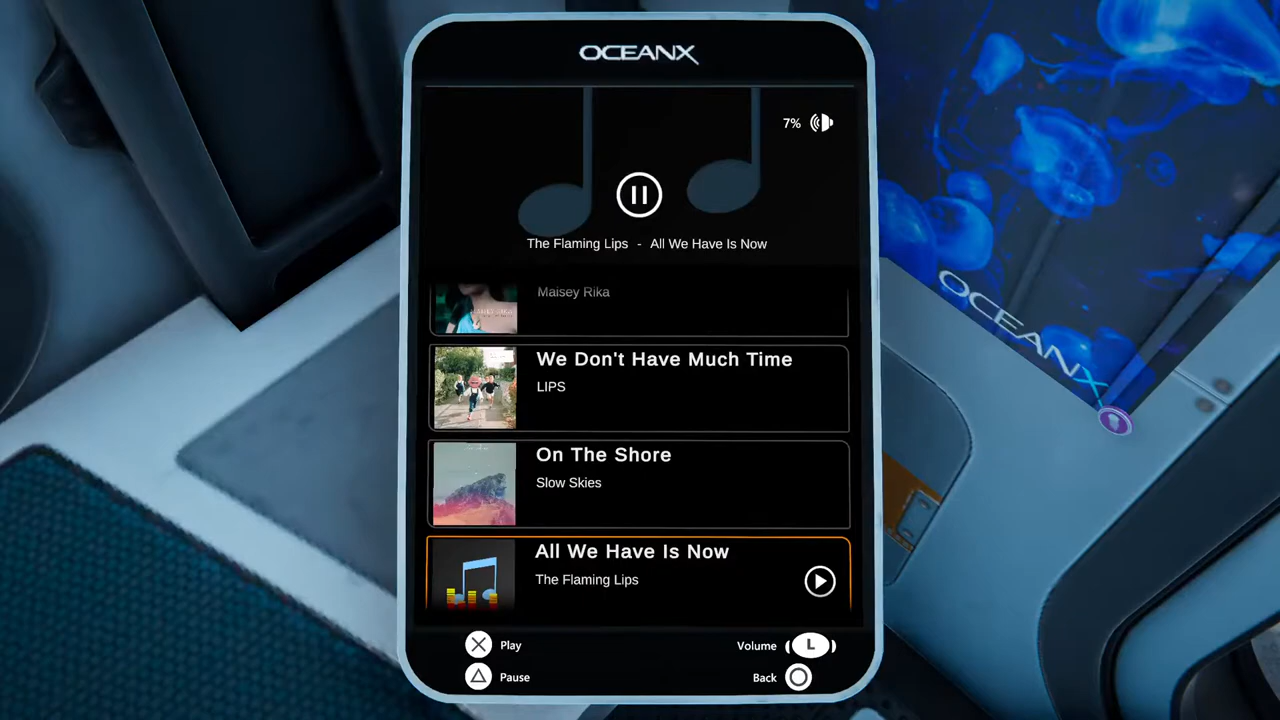 OCEANX
7%
The Flaming Lips - All We Have Is Now
Maisey Rika
We Don't Have Much Time
LIPS
On The Shore
Slow Skies
All We Have Is Now
The Flaming Lips
Play
Volume L
Pause
Back
OCEANX